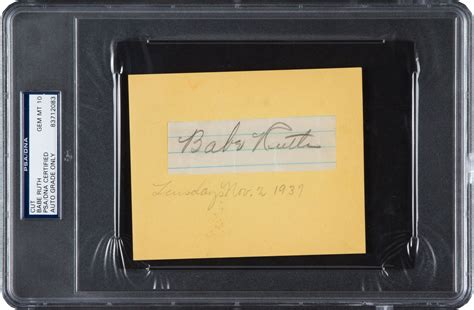 PSA/DNA
GEM MT 10
83712083
CUT
BABE RUTH
PSA/DNA CERTIFIED
AUTO GRADE ONLY
Babe Ruth
Tuesday Nov. 2 1937